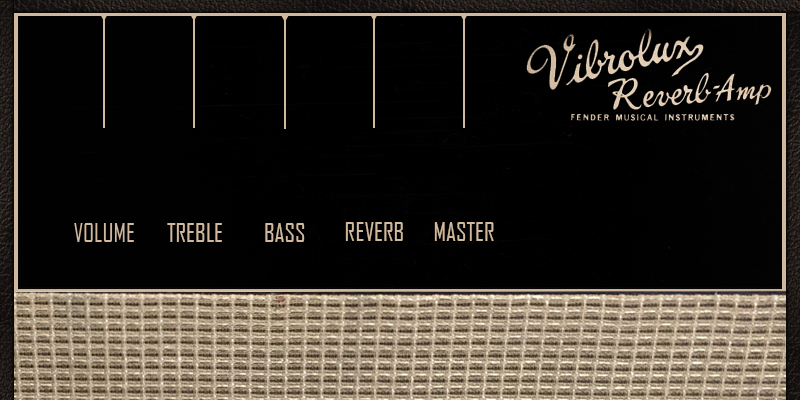 Vibrolux
Reverb-Amp
FENDER MUSICAL INSTRUMENTS
VOLUME TREBLE BASS REVERB MASTER